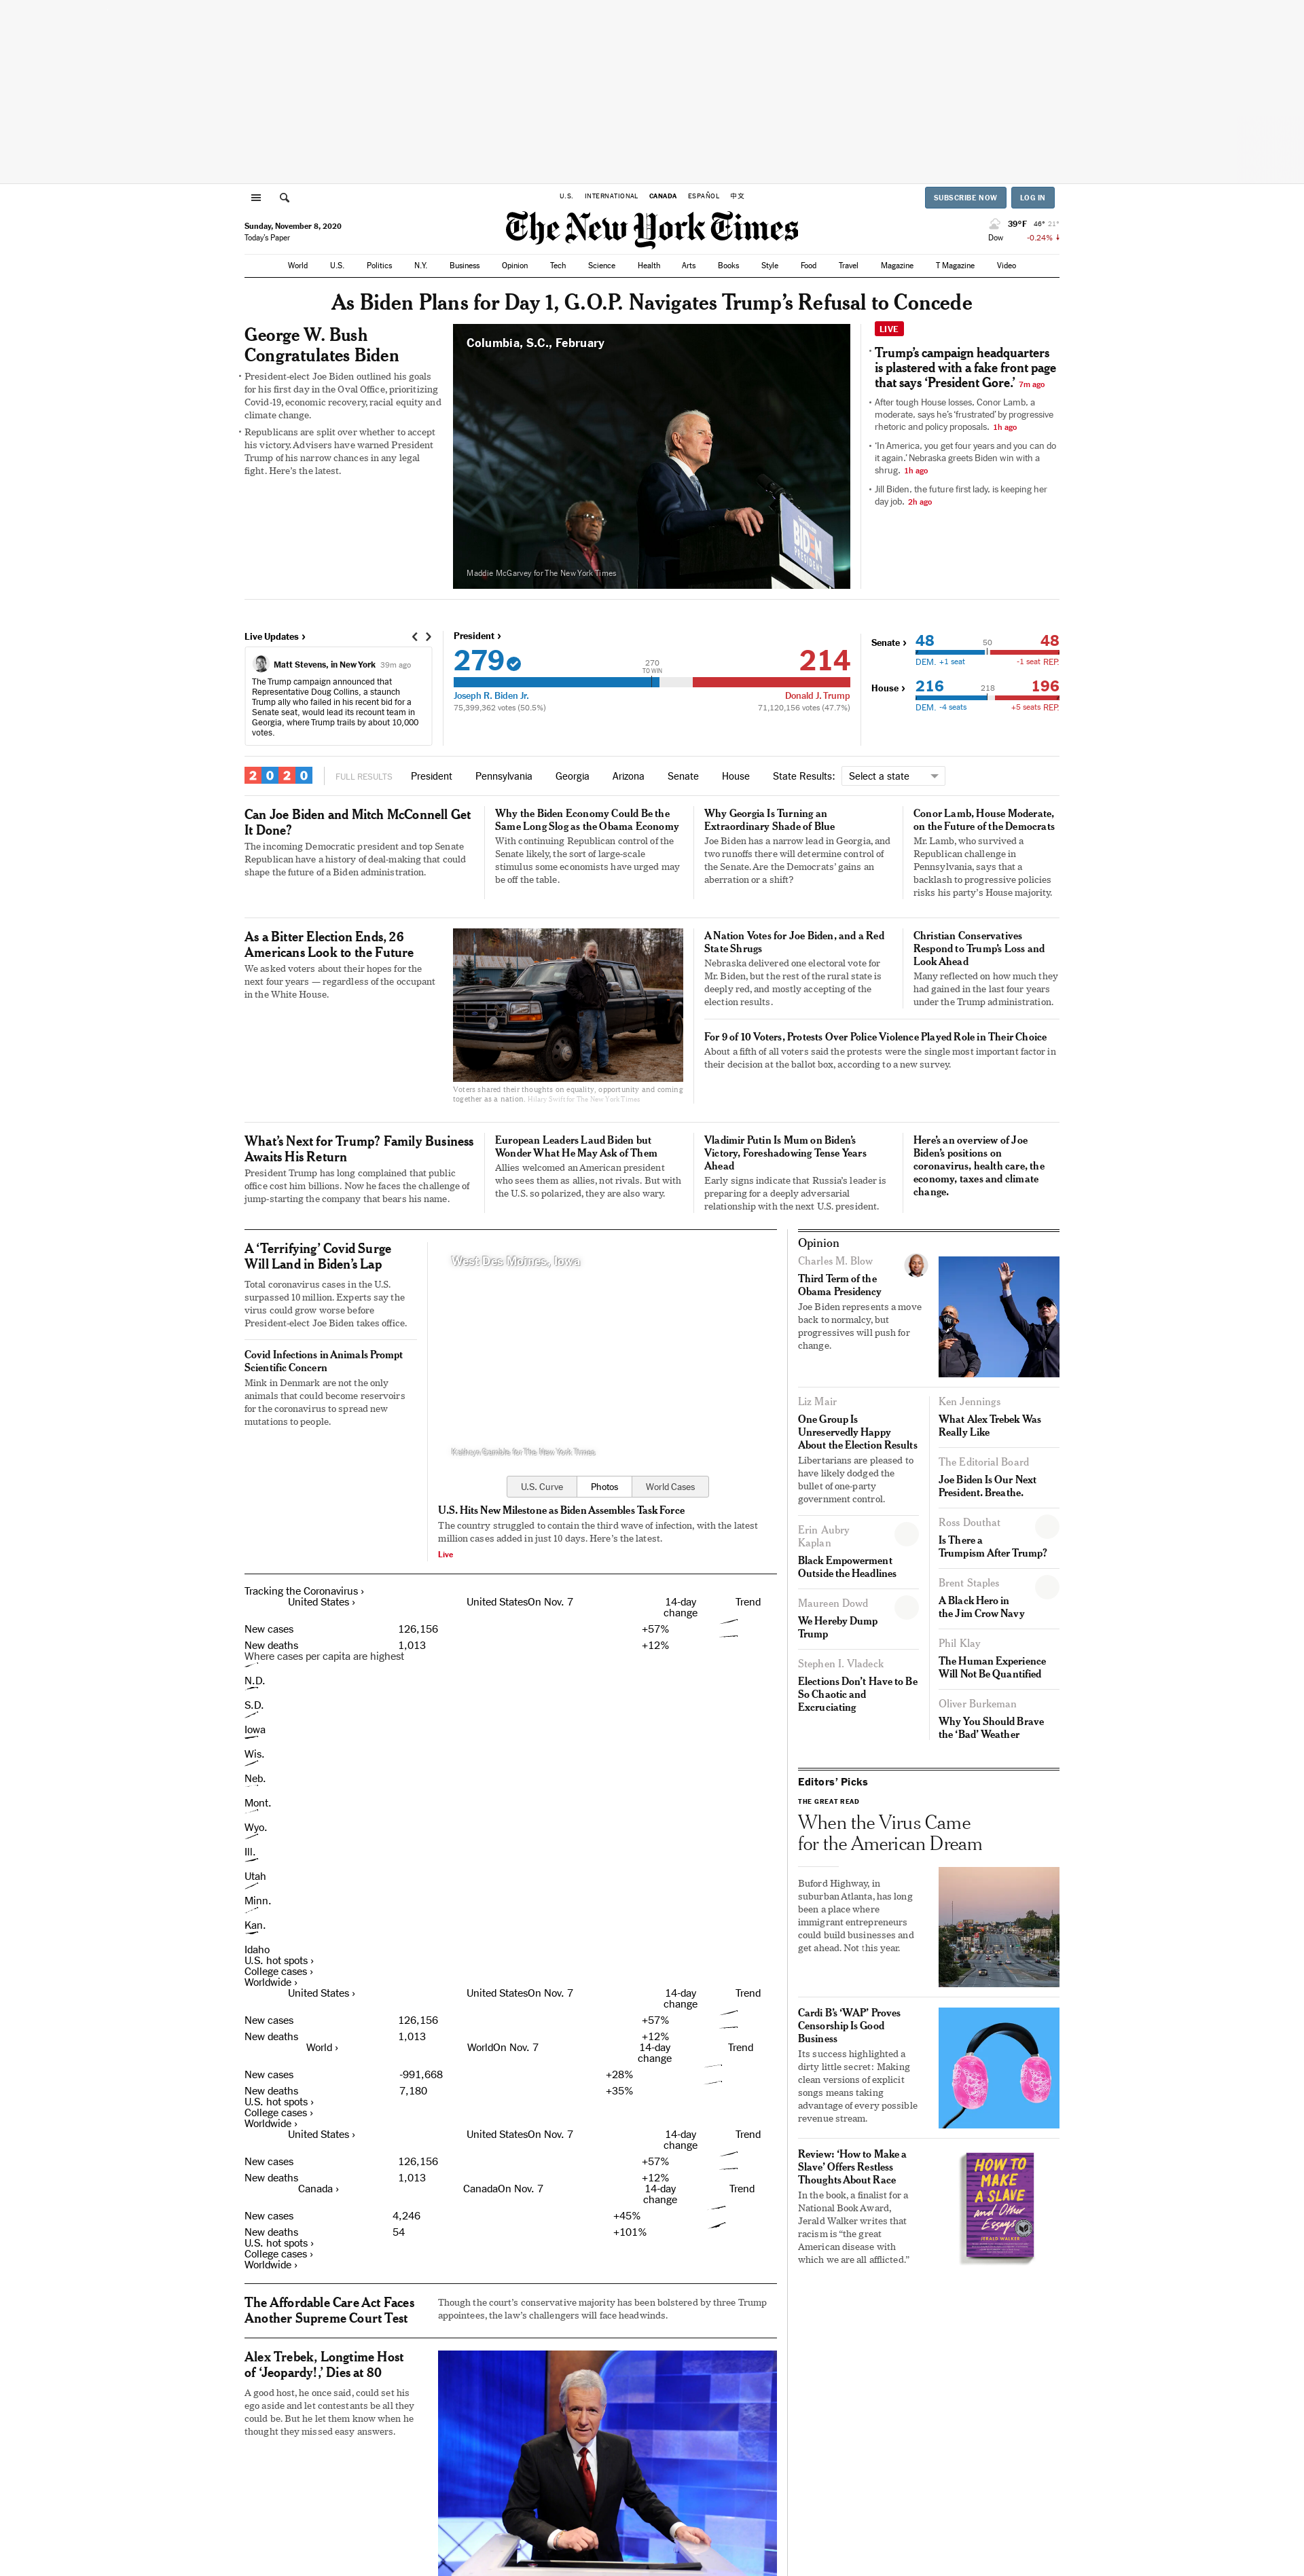 U.S. INTERNATIONAL CANADA ESPAÑOL 中文
SUBSCRIBE NOW LOG IN
Sunday, November 8, 2020
Today's Paper
The New York Times
39°F 46° 21°
Dow -0.24% ↓
World U.S. Politics N.Y. Business Opinion Tech Science Health Arts Books Style Food Travel Magazine T Magazine Video
As Biden Plans for Day 1, G.O.P. Navigates Trump's Refusal to Concede
George W. Bush
Congratulates Biden
President-elect Joe Biden outlined his goals
for his first day in the Oval Office, prioritizing
Covid-19, economic recovery, racial equity and
climate change.
Republicans are split over whether to accept
his victory. Advisers have warned President
Trump of his narrow chances in any legal
fight. Here's the latest.
Columbia, S.C., February
BIDEN
PRESIDENT
Maddie McGarvey for The New York Times
LIVE
Trump's campaign headquarters
is plastered with a fake front page
that says 'President Gore.' 7m ago
After tough House losses, Conor Lamb, a
moderate, says he's 'frustrated' by progressive
rhetoric and policy proposals. 1h ago
'In America, you get four years and you can do
it again.' Nebraska greets Biden win with a
shrug. 1h ago
Jill Biden, the future first lady, is keeping her
day job. 2h ago
Live Updates ›
Matt Stevens, in New York 39m ago
The Trump campaign announced that
Representative Doug Collins, a staunch
Trump ally who failed in his recent bid for a
Senate seat, would lead its recount team in
Georgia, where Trump trails by about 10,000
votes.
President ›
279 270 214
TO WIN
Joseph R. Biden Jr. Donald J. Trump
75,399,362 votes (50.5%) 71,120,156 votes (47.7%)
Senate › 48 50 48
DEM. +1 seat -1 seat REP.
House › 216 218 196
DEM. -4 seats +5 seats REP.
2020 FULL RESULTS President Pennsylvania Georgia Arizona Senate House State Results: Select a state
Can Joe Biden and Mitch McConnell Get
It Done?
The incoming Democratic president and top Senate
Republican have a history of deal-making that could
shape the future of a Biden administration.
Why the Biden Economy Could Be the
Same Long Slog as the Obama Economy
With continuing Republican control of the
Senate likely, the sort of large-scale
stimulus some economists have urged may
be off the table.
Why Georgia Is Turning an
Extraordinary Shade of Blue
Joe Biden has a narrow lead in Georgia, and
two runoffs there will determine control of
the Senate. Are the Democrats' gains an
aberration or a shift?
Conor Lamb, House Moderate,
on the Future of the Democrats
Mr. Lamb, who survived a
Republican challenge in
Pennsylvania, says that a
backlash to progressive policies
risks his party's House majority.
As a Bitter Election Ends, 26
Americans Look to the Future
We asked voters about their hopes for the
next four years — regardless of the occupant
in the White House.
Voters shared their thoughts on equality, opportunity and coming
together as a nation. Hilary Swift for The New York Times
A Nation Votes for Joe Biden, and a Red
State Shrugs
Nebraska delivered one electoral vote for
Mr. Biden, but the rest of the rural state is
deeply red, and mostly accepting of the
election results.
Christian Conservatives
Respond to Trump's Loss and
Look Ahead
Many reflected on how much they
had gained in the last four years
under the Trump administration.
For 9 of 10 Voters, Protests Over Police Violence Played Role in Their Choice
About a fifth of all voters said the protests were the single most important factor in
their decision at the ballot box, according to a new survey.
What's Next for Trump? Family Business
Awaits His Return
President Trump has long complained that public
office cost him billions. Now he faces the challenge of
jump-starting the company that bears his name.
European Leaders Laud Biden but
Wonder What He May Ask of Them
Allies welcomed an American president
who sees them as allies, not rivals. But with
the U.S. so polarized, they are also wary.
Vladimir Putin Is Mum on Biden's
Victory, Foreshadowing Tense Years
Ahead
Early signs indicate that Russia's leader is
preparing for a deeply adversarial
relationship with the next U.S. president.
Here's an overview of Joe
Biden's positions on
coronavirus, health care, the
economy, taxes and climate
change.
A 'Terrifying' Covid Surge
Will Land in Biden's Lap
Total coronavirus cases in the U.S.
surpassed 10 million. Experts say the
virus could grow worse before
President-elect Joe Biden takes office.
Covid Infections in Animals Prompt
Scientific Concern
Mink in Denmark are not the only
animals that could become reservoirs
for the coronavirus to spread new
mutations to people.
West Des Moines, Iowa
Kathryn Gamble for The New York Times
U.S. Curve Photos World Cases
U.S. Hits New Milestone as Biden Assembles Task Force
The country struggled to contain the third wave of infection, with the latest
million cases added in just 10 days. Here's the latest.
Live
Tracking the Coronavirus ›
United States › United StatesOn Nov. 7 14-day Trend
change
New cases 126,156 +57%
New deaths 1,013 +12%
Where cases per capita are highest
N.D.
S.D.
Iowa
Wis.
Neb.
Mont.
Wyo.
Ill.
Utah
Minn.
Kan.
Idaho
U.S. hot spots ›
College cases ›
Worldwide ›
United States › United StatesOn Nov. 7 14-day Trend
change
New cases 126,156 +57%
New deaths 1,013 +12%
World › WorldOn Nov. 7 14-day Trend
change
New cases -991,668 +28%
New deaths 7,180 +35%
U.S. hot spots ›
College cases ›
Worldwide ›
United States › United StatesOn Nov. 7 14-day Trend
change
New cases 126,156 +57%
New deaths 1,013 +12%
Canada › CanadaOn Nov. 7 14-day Trend
change
New cases 4,246 +45%
New deaths 54 +101%
U.S. hot spots ›
College cases ›
Worldwide ›
The Affordable Care Act Faces
Another Supreme Court Test
Though the court's conservative majority has been bolstered by three Trump
appointees, the law's challengers will face headwinds.
Alex Trebek, Longtime Host
of 'Jeopardy!,' Dies at 80
A good host, he once said, could set his
ego aside and let contestants be all they
could be. But he let them know when he
thought they missed easy answers.
Opinion
Charles M. Blow
Third Term of the
Obama Presidency
Joe Biden represents a move
back to normalcy, but
progressives will push for
change.
Liz Mair
One Group Is
Unreservedly Happy
About the Election Results
Libertarians are pleased to
have likely dodged the
bullet of one-party
government control.
Erin Aubry
Kaplan
Black Empowerment
Outside the Headlines
Maureen Dowd
We Hereby Dump
Trump
Stephen I. Vladeck
Elections Don't Have to Be
So Chaotic and
Excruciating
Ken Jennings
What Alex Trebek Was
Really Like
The Editorial Board
Joe Biden Is Our Next
President. Breathe.
Ross Douthat
Is There a
Trumpism After Trump?
Brent Staples
A Black Hero in
the Jim Crow Navy
Phil Klay
The Human Experience
Will Not Be Quantified
Oliver Burkeman
Why You Should Brave
the 'Bad' Weather
Editors' Picks
THE GREAT READ
When the Virus Came
for the American Dream
Buford Highway, in
suburban Atlanta, has long
been a place where
immigrant entrepreneurs
could build businesses and
get ahead. Not this year.
Cardi B's 'WAP' Proves
Censorship Is Good
Business
Its success highlighted a
dirty little secret: Making
clean versions of explicit
songs means taking
advantage of every possible
revenue stream.
Review: 'How to Make a
Slave' Offers Restless
Thoughts About Race
In the book, a finalist for a
National Book Award,
Jerald Walker writes that
racism is "the great
American disease with
which we are all afflicted."
HOW TO
MAKE
A SLAVE
and Other
Essays
JERALD WALKER